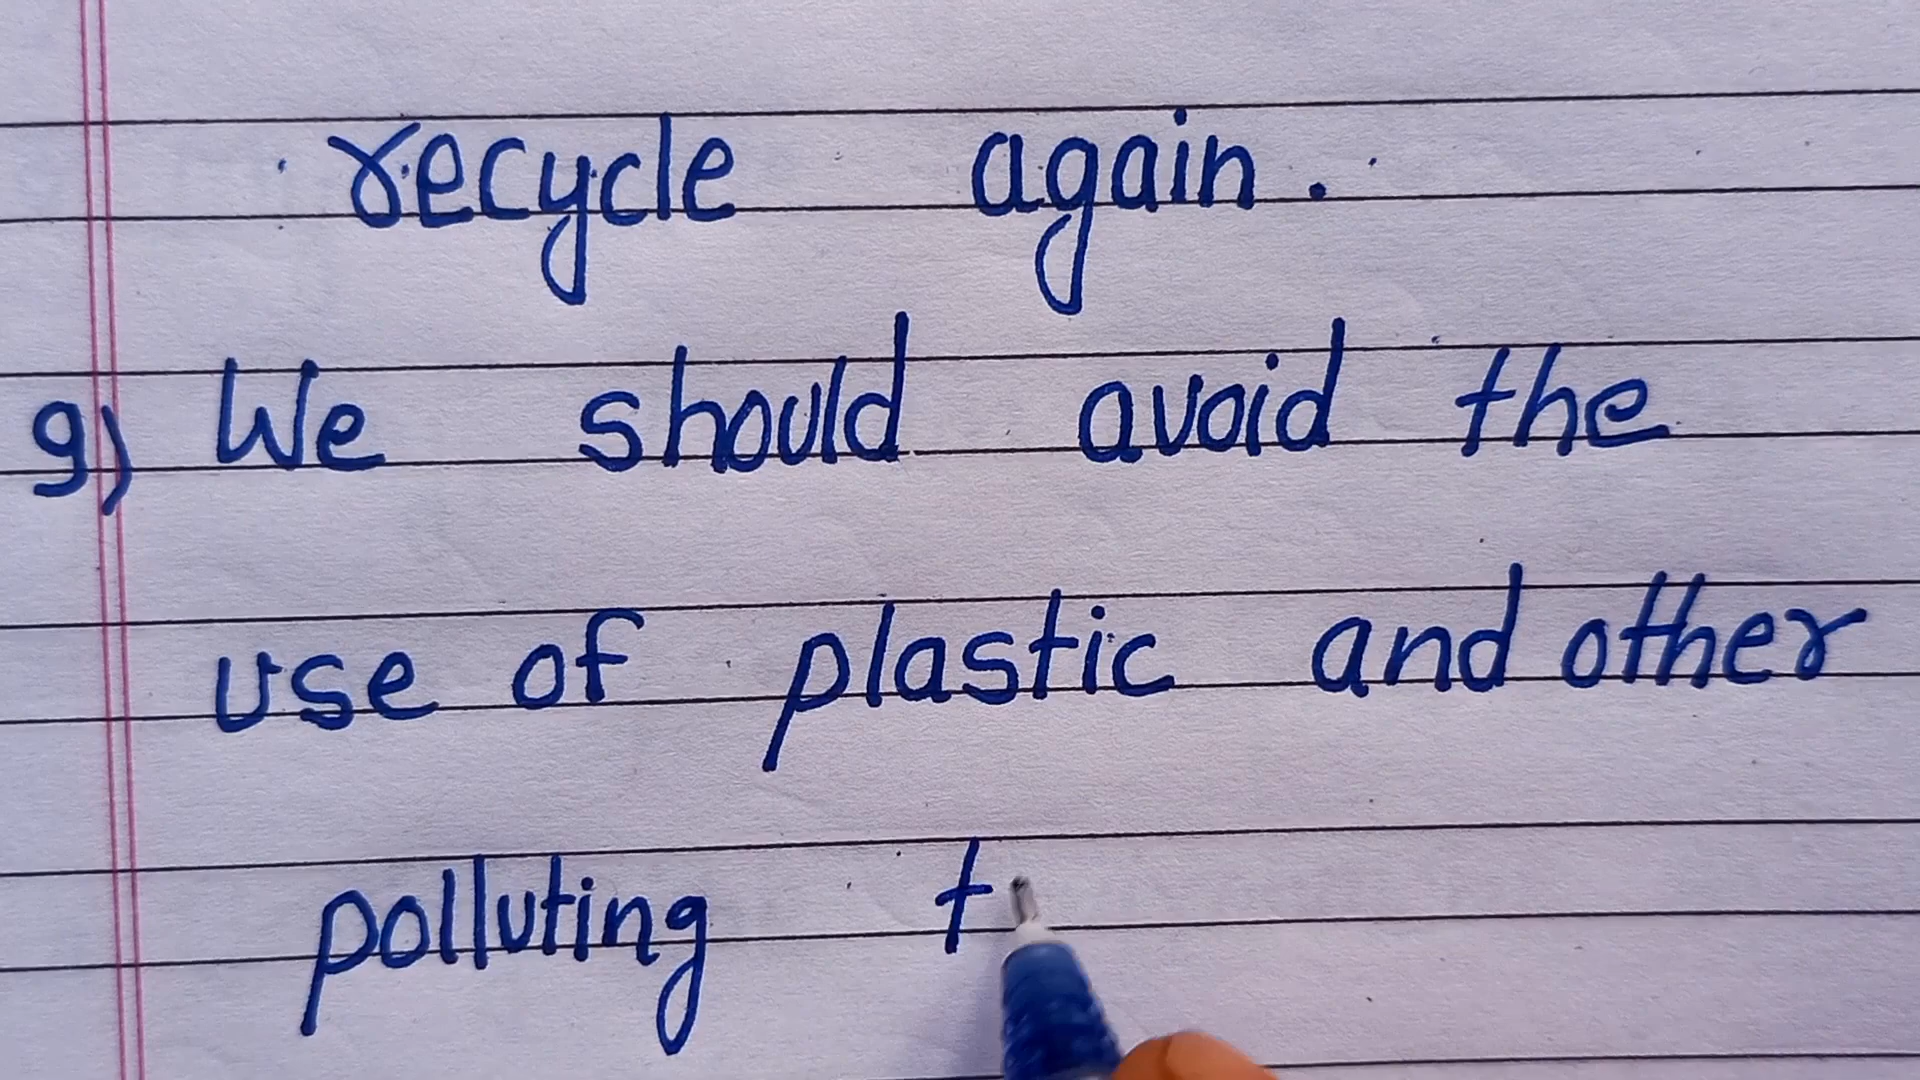 recycle again.
9) We should avoid the
use of plastic and other
polluting t